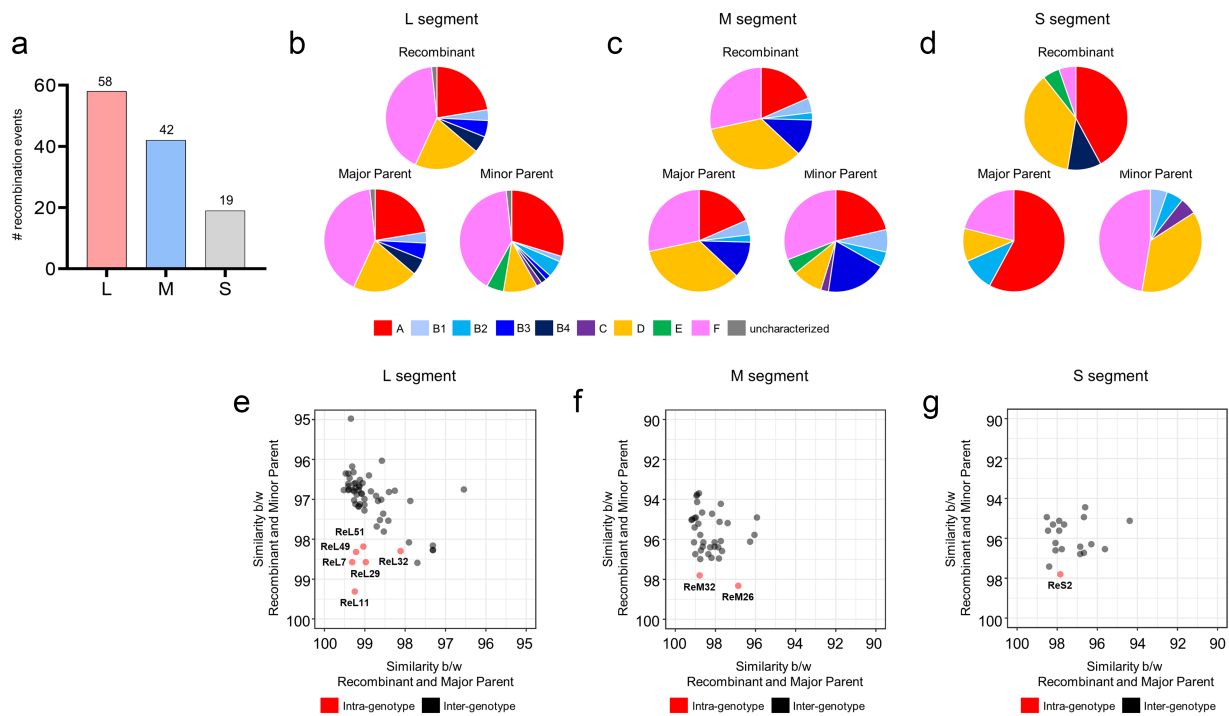 L segment
M segment
S segment
a
b
c
d
# recombination events
60
40
20
0
58
42
19
L
M
S
Recombinant
Major Parent
Minor Parent
Recombinant
Major Parent
Minor Parent
Recombinant
Major Parent
Minor Parent
A
B1
B2
B3
B4
C
D
E
F
uncharacterized
L segment
M segment
S segment
e
f
g
Similarity b/w
Recombinant and Minor Parent
95
96
97
98
99
100
ReL51
ReL49
ReL7
ReL29
ReL32
ReL11
100
99
98
97
96
95
Similarity b/w
Recombinant and Major Parent
Intra-genotype
Inter-genotype
Similarity b/w
Recombinant and Minor Parent
90
92
94
96
98
100
ReM32
ReM26
100
98
96
94
92
90
Similarity b/w
Recombinant and Major Parent
Intra-genotype
Inter-genotype
Similarity b/w
Recombinant and Minor Parent
90
92
94
96
98
100
ReS2
100
98
96
94
92
90
Similarity b/w
Recombinant and Major Parent
Intra-genotype
Inter-genotype